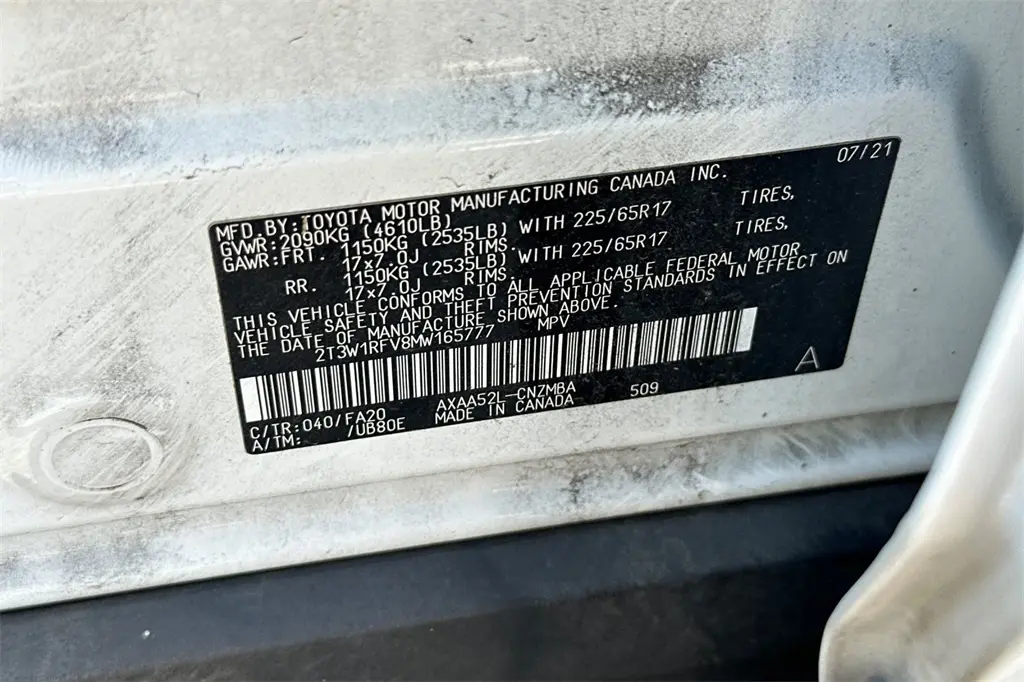 07/21
MFD.BY:TOYOTA MOTOR MANUFACTURING CANADA INC.
GVWR:2090KG (4610LB)
GAWR:FRT. 1150KG (2535LB) WITH 225/65R17 TIRES,
17x7.0J RIMS.
RR. 1150KG (2535LB) WITH 225/65R17 TIRES,
17x7.0J RIMS.
THIS VEHICLE CONFORMS TO ALL APPLICABLE FEDERAL MOTOR
VEHICLE SAFETY AND THEFT PREVENTION STANDARDS IN EFFECT ON
THE DATE OF MANUFACTURE SHOWN ABOVE.
2T3W1RFV8MW165777 MPV
A
C/TR:040/FA20 AXAA52L-CNZMBA 509
A/TM: /UB80E MADE IN CANADA